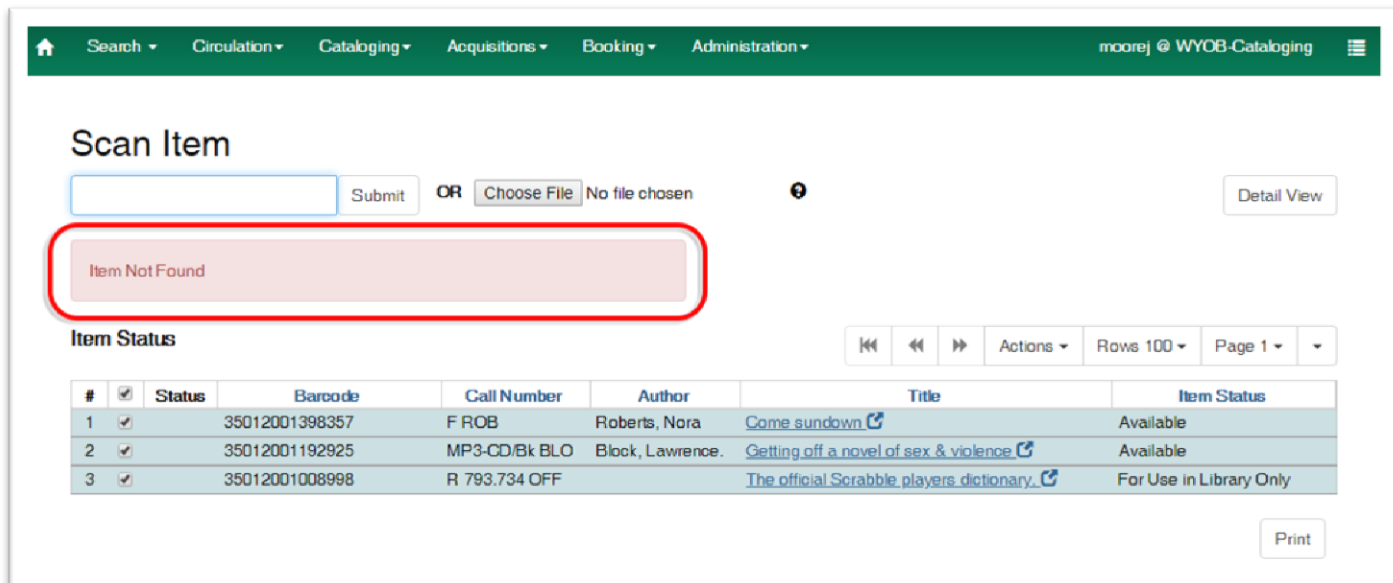 Search Circulation Cataloging Acquisitions Booking Administration moorej @ WYOB-Cataloging
Scan Item
Submit OR Choose File No file chosen Detail View
Item Not Found
Item Status Actions Rows 100 Page 1
# Status Barcode Call Number Author Title Item Status
1 35012001398357 F ROB Roberts, Nora Come sundown Available
2 35012001192925 MP3-CD/Bk BLO Block, Lawrence. Getting off a novel of sex & violence Available
3 35012001008998 R 793.734 OFF The official Scrabble players dictionary. For Use in Library Only
Print